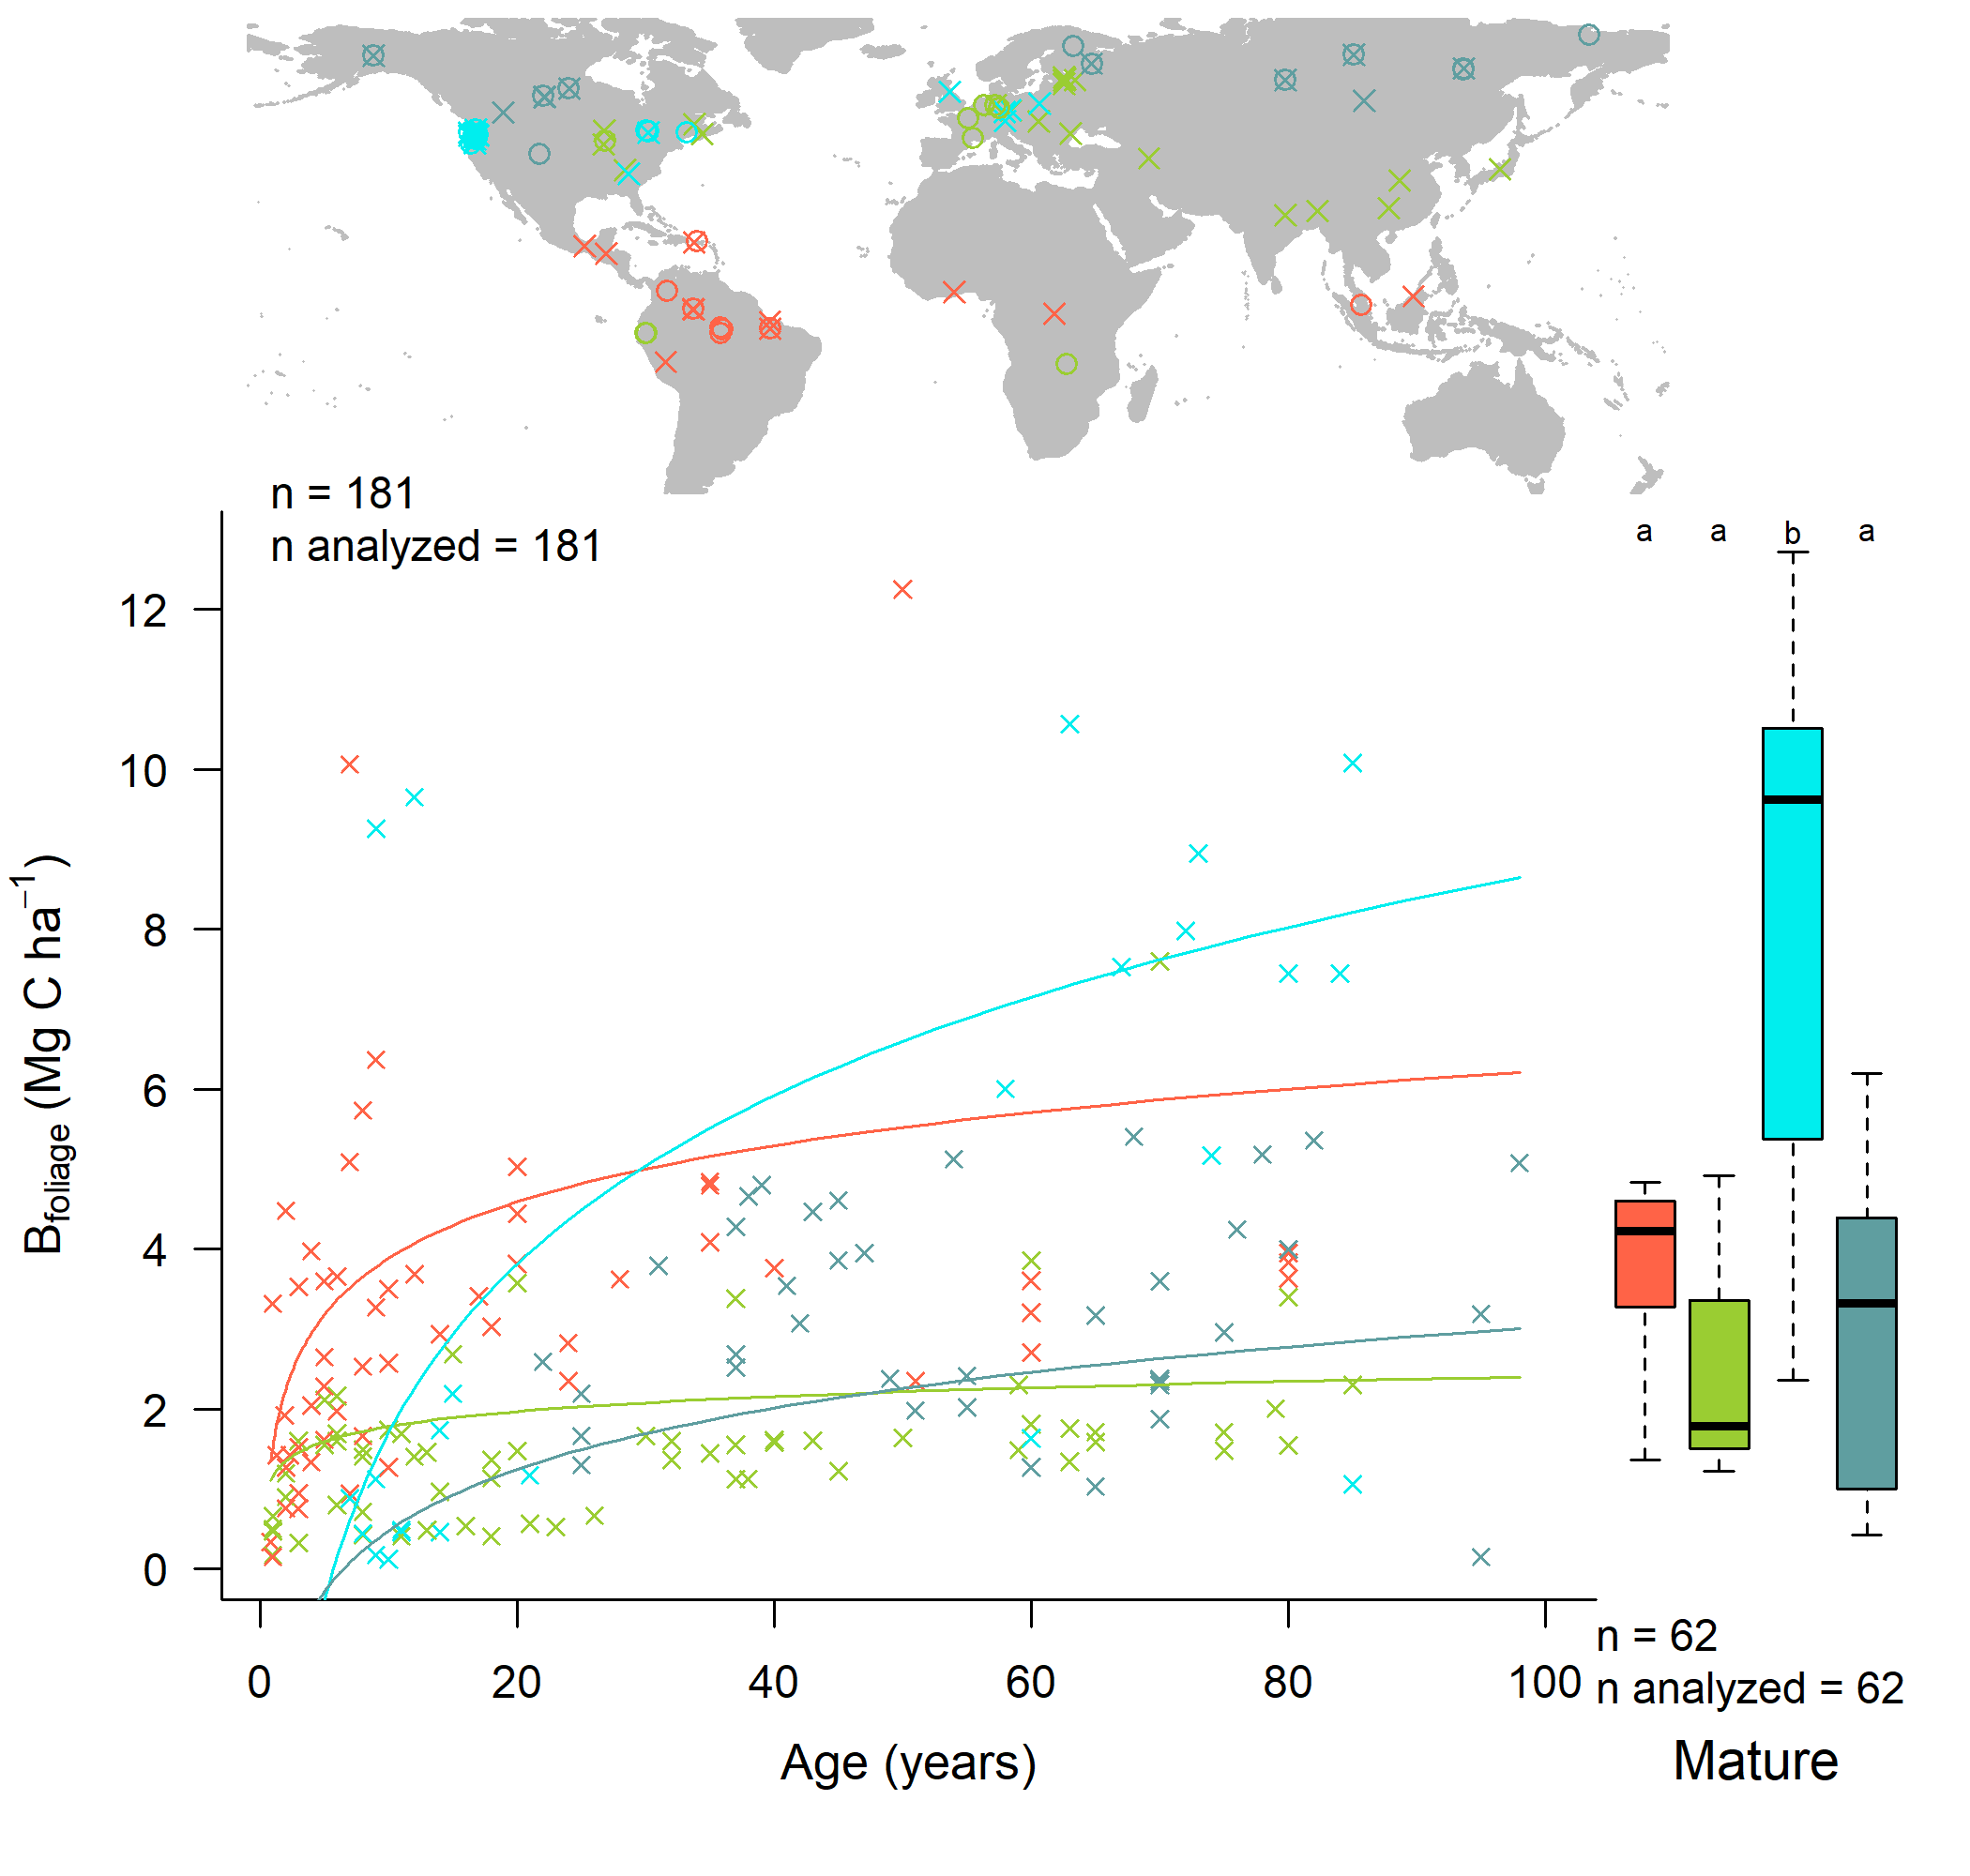 n = 181
n analyzed = 181
a a b a
12
10
8
6
4
2
0
Bfoliage (Mg C ha−1)
0 20 40 60 80 100
n = 62
n analyzed = 62
Age (years)
Mature